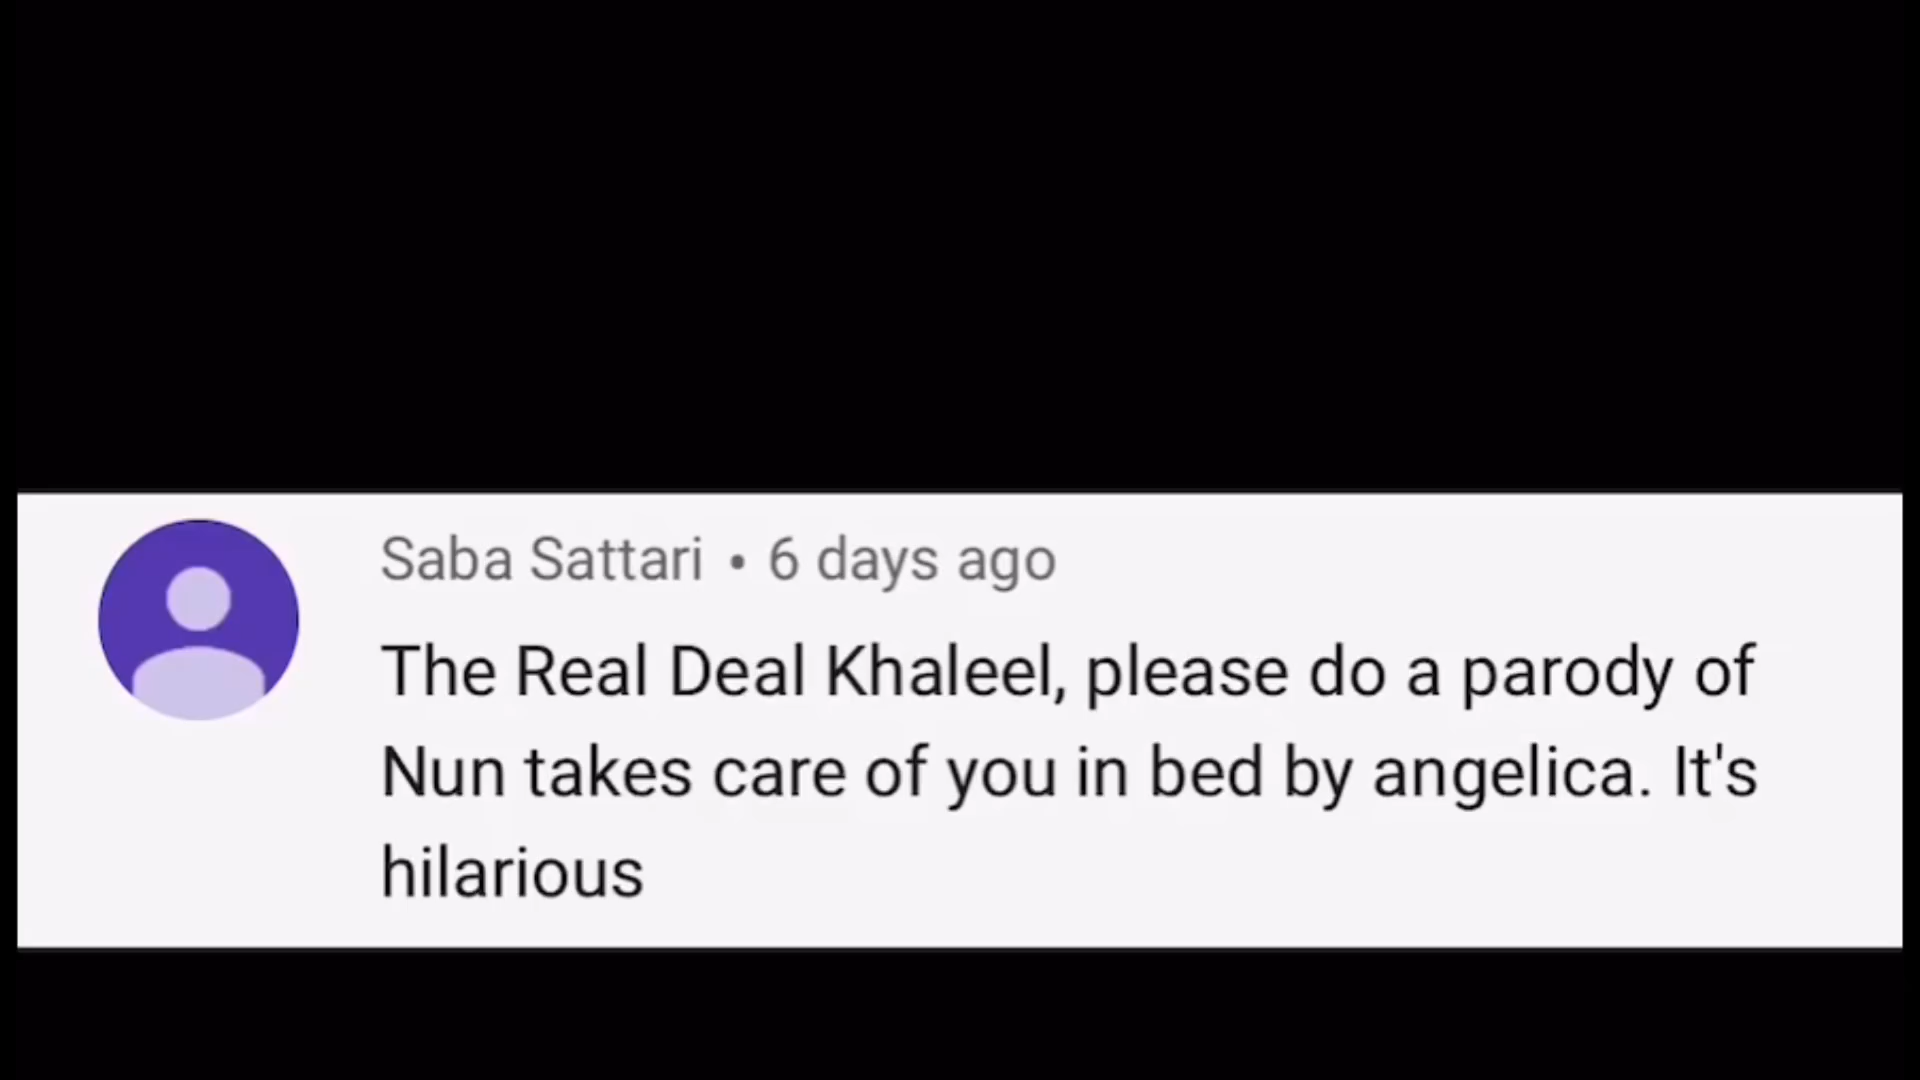 Saba Sattari • 6 days ago
The Real Deal Khaleel, please do a parody of
Nun takes care of you in bed by angelica. It's
hilarious